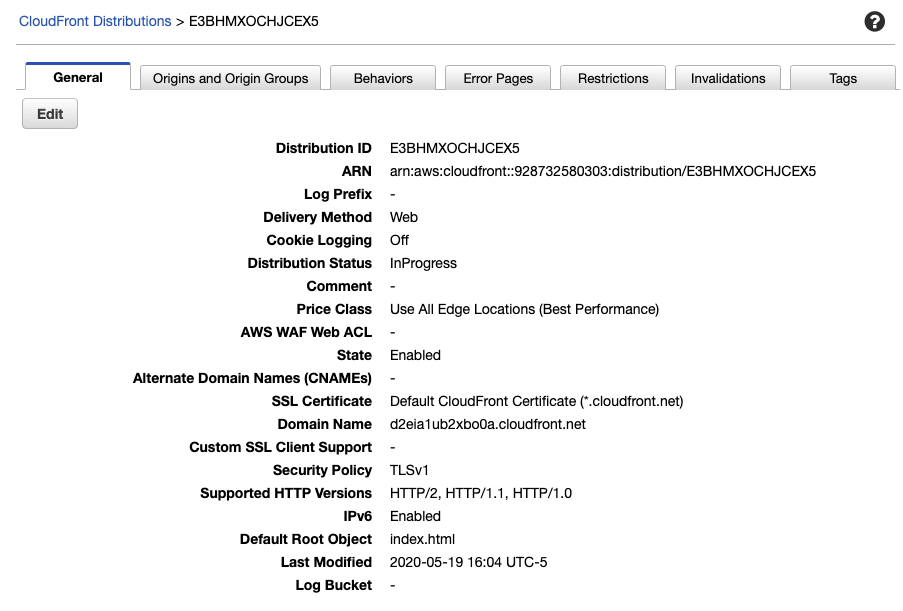 CloudFront Distributions > E3BHMXOCHJCEX5
?
General Origins and Origin Groups Behaviors Error Pages Restrictions Invalidations Tags
Edit
Distribution ID E3BHMXOCHJCEX5
ARN arn:aws:cloudfront::928732580303:distribution/E3BHMXOCHJCEX5
Log Prefix -
Delivery Method Web
Cookie Logging Off
Distribution Status InProgress
Comment -
Price Class Use All Edge Locations (Best Performance)
AWS WAF Web ACL -
State Enabled
Alternate Domain Names (CNAMEs) -
SSL Certificate Default CloudFront Certificate (*.cloudfront.net)
Domain Name d2eia1ub2xbo0a.cloudfront.net
Custom SSL Client Support -
Security Policy TLSv1
Supported HTTP Versions HTTP/2, HTTP/1.1, HTTP/1.0
IPv6 Enabled
Default Root Object index.html
Last Modified 2020-05-19 16:04 UTC-5
Log Bucket -